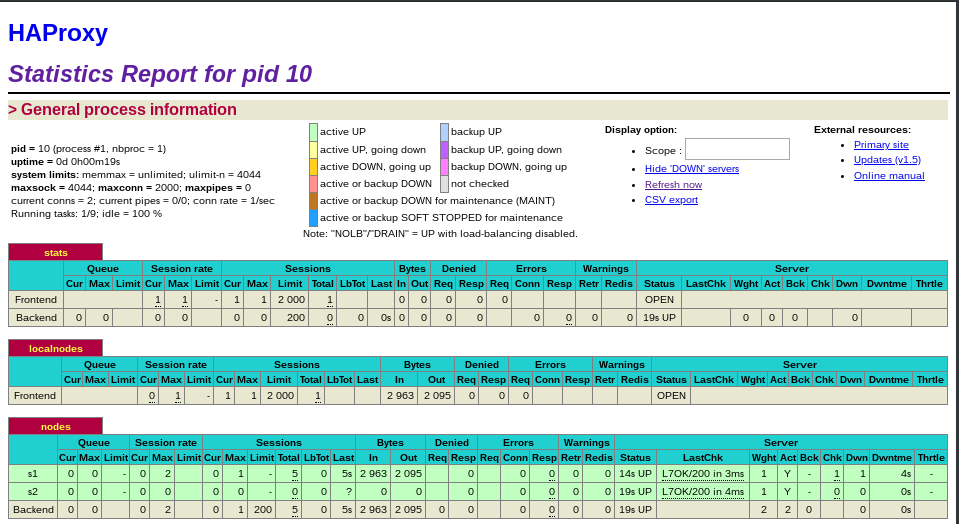 HAProxy
Statistics Report for pid 10
> General process information
pid = 10 (process #1, nbproc = 1)
uptime = 0d 0h00m19s
system limits: memmax = unlimited; ulimit-n = 4044
maxsock = 4044; maxconn = 2000; maxpipes = 0
current conns = 2; current pipes = 0/0; conn rate = 1/sec
Running tasks: 1/9; idle = 100 %
active UP backup UP
active UP, going down backup UP, going down
active DOWN, going up backup DOWN, going up
active or backup DOWN not checked
active or backup DOWN for maintenance (MAINT)
active or backup SOFT STOPPED for maintenance
Note: "NOLB"/"DRAIN" = UP with load-balancing disabled.
Display option:
• Scope :
• Hide 'DOWN' servers
• Refresh now
• CSV export
External resources:
• Primary site
• Updates (v1.5)
• Online manual
stats
Queue Session rate Sessions Bytes Denied Errors Warnings Server
Cur Max Limit Cur Max Limit Cur Max Limit Total LbTot Last In Out Req Resp Req Conn Resp Retr Redis Status LastChk Wght Act Bck Chk Dwn Dwntme Thrtle
Frontend 1 1 - 1 1 2 000 1 0 0 0 0 0 OPEN
Backend 0 0 0 0 0 0 200 0 0 0s 0 0 0 0 0 0 0 0 19s UP 0 0 0 0
localnodes
Queue Session rate Sessions Bytes Denied Errors Warnings Server
Cur Max Limit Cur Max Limit Cur Max Limit Total LbTot Last In Out Req Resp Req Conn Resp Retr Redis Status LastChk Wght Act Bck Chk Dwn Dwntme Thrtle
Frontend 0 1 - 1 1 2 000 1 2 963 2 095 0 0 0 OPEN
nodes
Queue Session rate Sessions Bytes Denied Errors Warnings Server
Cur Max Limit Cur Max Limit Cur Max Limit Total LbTot Last In Out Req Resp Req Conn Resp Retr Redis Status LastChk Wght Act Bck Chk Dwn Dwntme Thrtle
s1 0 0 - 0 2 0 1 - 5 0 5s 2 963 2 095 0 0 0 0 0 14s UP L7OK/200 in 3ms 1 Y - 1 1 4s -
s2 0 0 - 0 0 0 0 - 0 0 ? 0 0 0 0 0 0 0 19s UP L7OK/200 in 4ms 1 Y - 0 0 0s -
Backend 0 0 0 2 0 1 200 5 0 5s 2 963 2 095 0 0 0 0 0 0 19s UP 2 2 0 0 0s